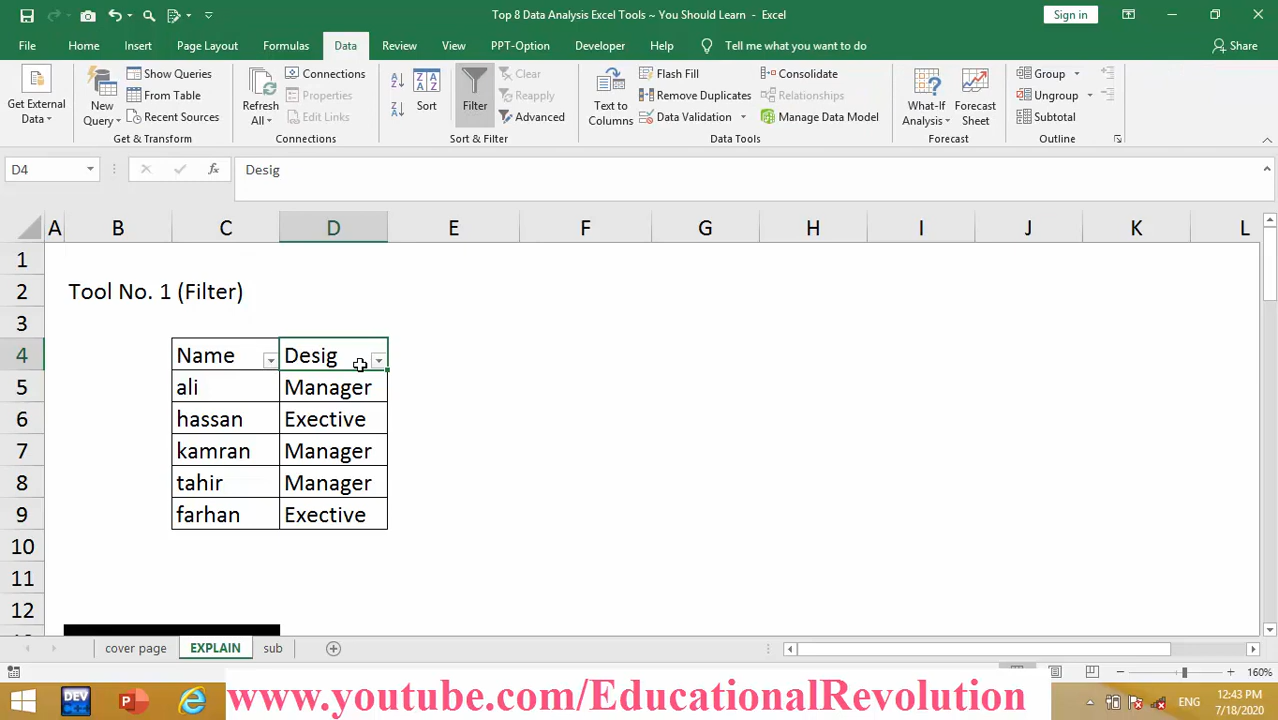 Top 8 Data Analysis Excel Tools ~ You Should Learn - Excel
Sign in
File Home Insert Page Layout Formulas Data Review View PPT-Option Developer Help Tell me what you want to do Share
Get External Data
New Query
Show Queries
From Table
Recent Sources
Get & Transform
Refresh All
Connections
Properties
Edit Links
Connections
Sort
Filter
Clear
Reapply
Advanced
Sort & Filter
Text to Columns
Flash Fill
Remove Duplicates
Data Validation
Consolidate
Relationships
Manage Data Model
Data Tools
What-If Analysis
Forecast Sheet
Forecast
Group
Ungroup
Subtotal
Outline
D4 fx Desig
A B C D E F G H I J K L
1
2 Tool No. 1 (Filter)
3
4 Name Desig
5 ali Manager
6 hassan Exective
7 kamran Manager
8 tahir Manager
9 farhan Exective
10
11
12
cover page EXPLAIN sub
160%
DEV
www.youtube.com/EducationalRevolution
ENG
12:43 PM
7/18/2020